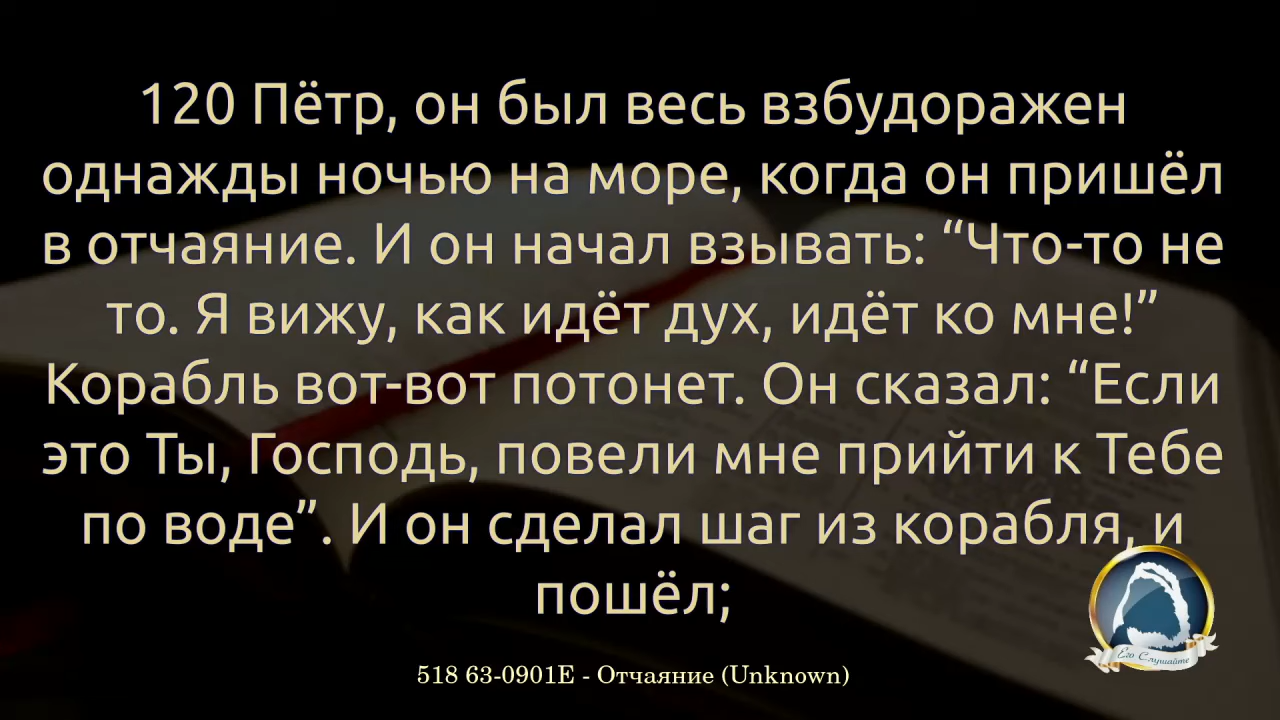 120 Пётр, он был весь взбудоражен
однажды ночью на море, когда он пришёл
в отчаяние. И он начал взывать: “Что-то не
то. Я вижу, как идёт дух, идёт ко мне!”
Корабль вот-вот потонет. Он сказал: “Если
это Ты, Господь, повели мне прийти к Тебе
по воде”. И он сделал шаг из корабля, и
пошёл;
Его Слушайте
518 63-0901E - Отчаяние (Unknown)